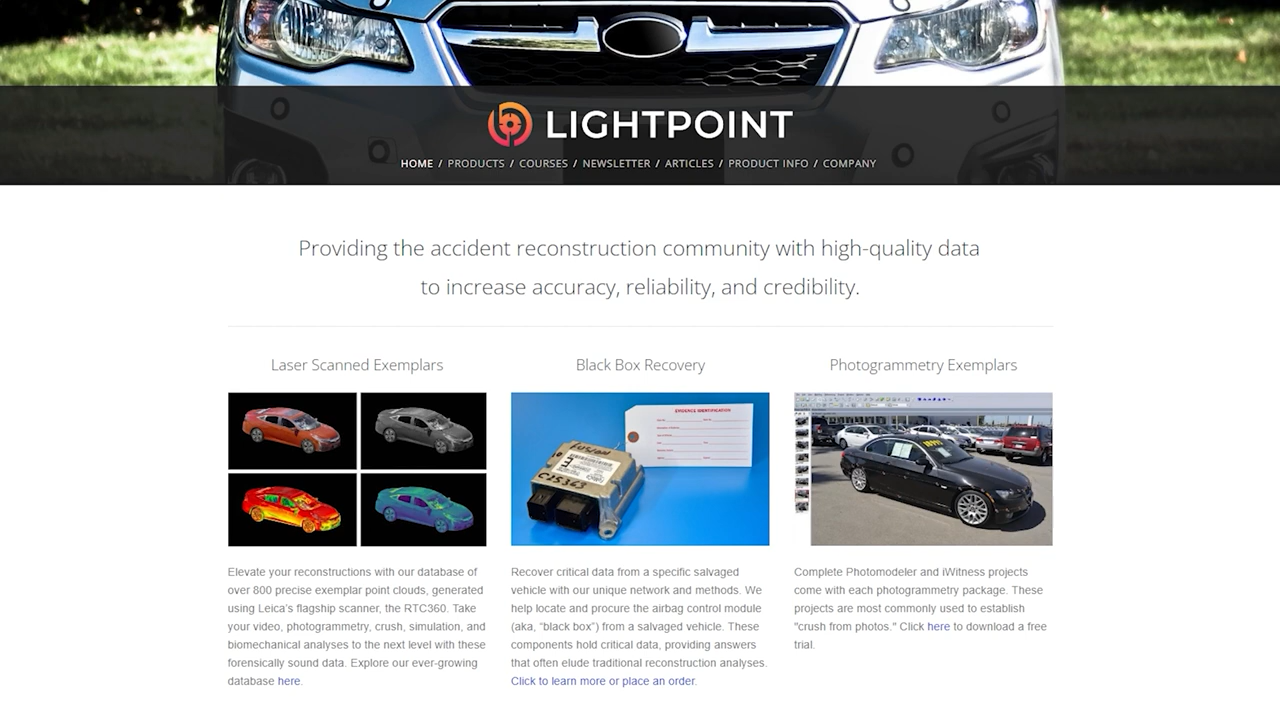 LIGHTPOINT
HOME / PRODUCTS / COURSES / NEWSLETTER / ARTICLES / PRODUCT INFO / COMPANY
Providing the accident reconstruction community with high-quality data
to increase accuracy, reliability, and credibility.
Laser Scanned Exemplars
Black Box Recovery
Photogrammetry Exemplars
EVIDENCE IDENTIFICATION
E
C15363
Elevate your reconstructions with our database of
over 800 precise exemplar point clouds, generated
using Leica's flagship scanner, the RTC360. Take
your video, photogrammetry, crush, simulation, and
biomechanical analyses to the next level with these
forensically sound data. Explore our ever-growing
database here.
Recover critical data from a specific salvaged
vehicle with our unique network and methods. We
help locate and procure the airbag control module
(aka, “black box”) from a salvaged vehicle. These
components hold critical data, providing answers
that often elude traditional reconstruction analyses.
Click to learn more or place an order.
Complete Photomodeler and iWitness projects
come with each photogrammetry package. These
projects are most commonly used to establish
"crush from photos." Click here to download a free
trial.